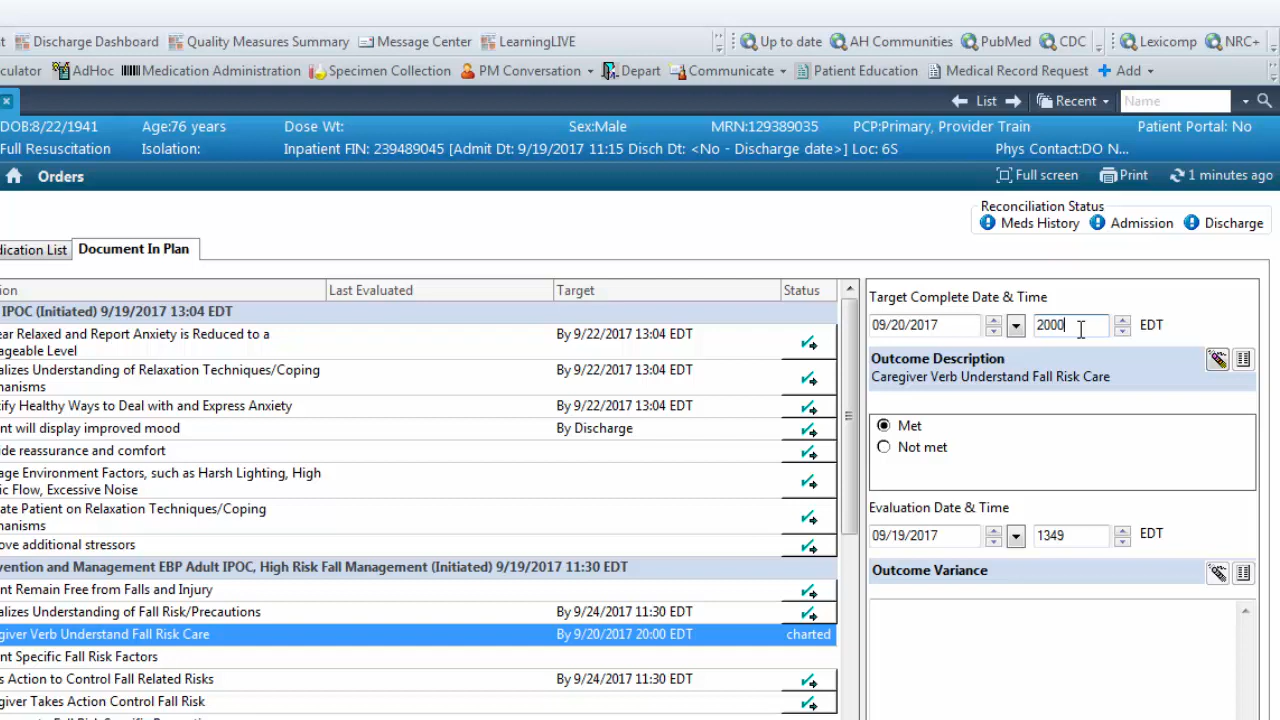 t Discharge Dashboard Quality Measures Summary Message Center LearningLIVE Up to date AH Communities PubMed CDC Lexicomp NRC+
culator AdHoc Medication Administration Specimen Collection PM Conversation Depart Communicate Patient Education Medical Record Request Add
List Recent Name
DOB:8/22/1941 Age:76 years Dose Wt: Sex:Male MRN:129389035 PCP:Primary, Provider Train Patient Portal: No
Full Resuscitation Isolation: Inpatient FIN: 239489045 [Admit Dt: 9/19/2017 11:15 Disch Dt: <No - Discharge date>] Loc: 6S Phys Contact:DO N...
Orders Full screen Print 1 minutes ago
Reconciliation Status
Meds History Admission Discharge
dication List Document In Plan
ion Last Evaluated Target Status
IPOC (Initiated) 9/19/2017 13:04 EDT
ear Relaxed and Report Anxiety is Reduced to a By 9/22/2017 13:04 EDT
ageable Level
alizes Understanding of Relaxation Techniques/Coping By 9/22/2017 13:04 EDT
hanisms
tify Healthy Ways to Deal with and Express Anxiety By 9/22/2017 13:04 EDT
ent will display improved mood By Discharge
ide reassurance and comfort
age Environment Factors, such as Harsh Lighting, High
ic Flow, Excessive Noise
ate Patient on Relaxation Techniques/Coping
hanisms
ove additional stressors
vention and Management EBP Adult IPOC, High Risk Fall Management (Initiated) 9/19/2017 11:30 EDT
ent Remain Free from Falls and Injury
alizes Understanding of Fall Risk/Precautions By 9/24/2017 11:30 EDT
giver Verb Understand Fall Risk Care By 9/20/2017 20:00 EDT charted
ent Specific Fall Risk Factors
s Action to Control Fall Related Risks By 9/24/2017 11:30 EDT
giver Takes Action Control Fall Risk
Target Complete Date & Time
09/20/2017 2000 EDT
Outcome Description
Caregiver Verb Understand Fall Risk Care
Met
Not met
Evaluation Date & Time
09/19/2017 1349 EDT
Outcome Variance